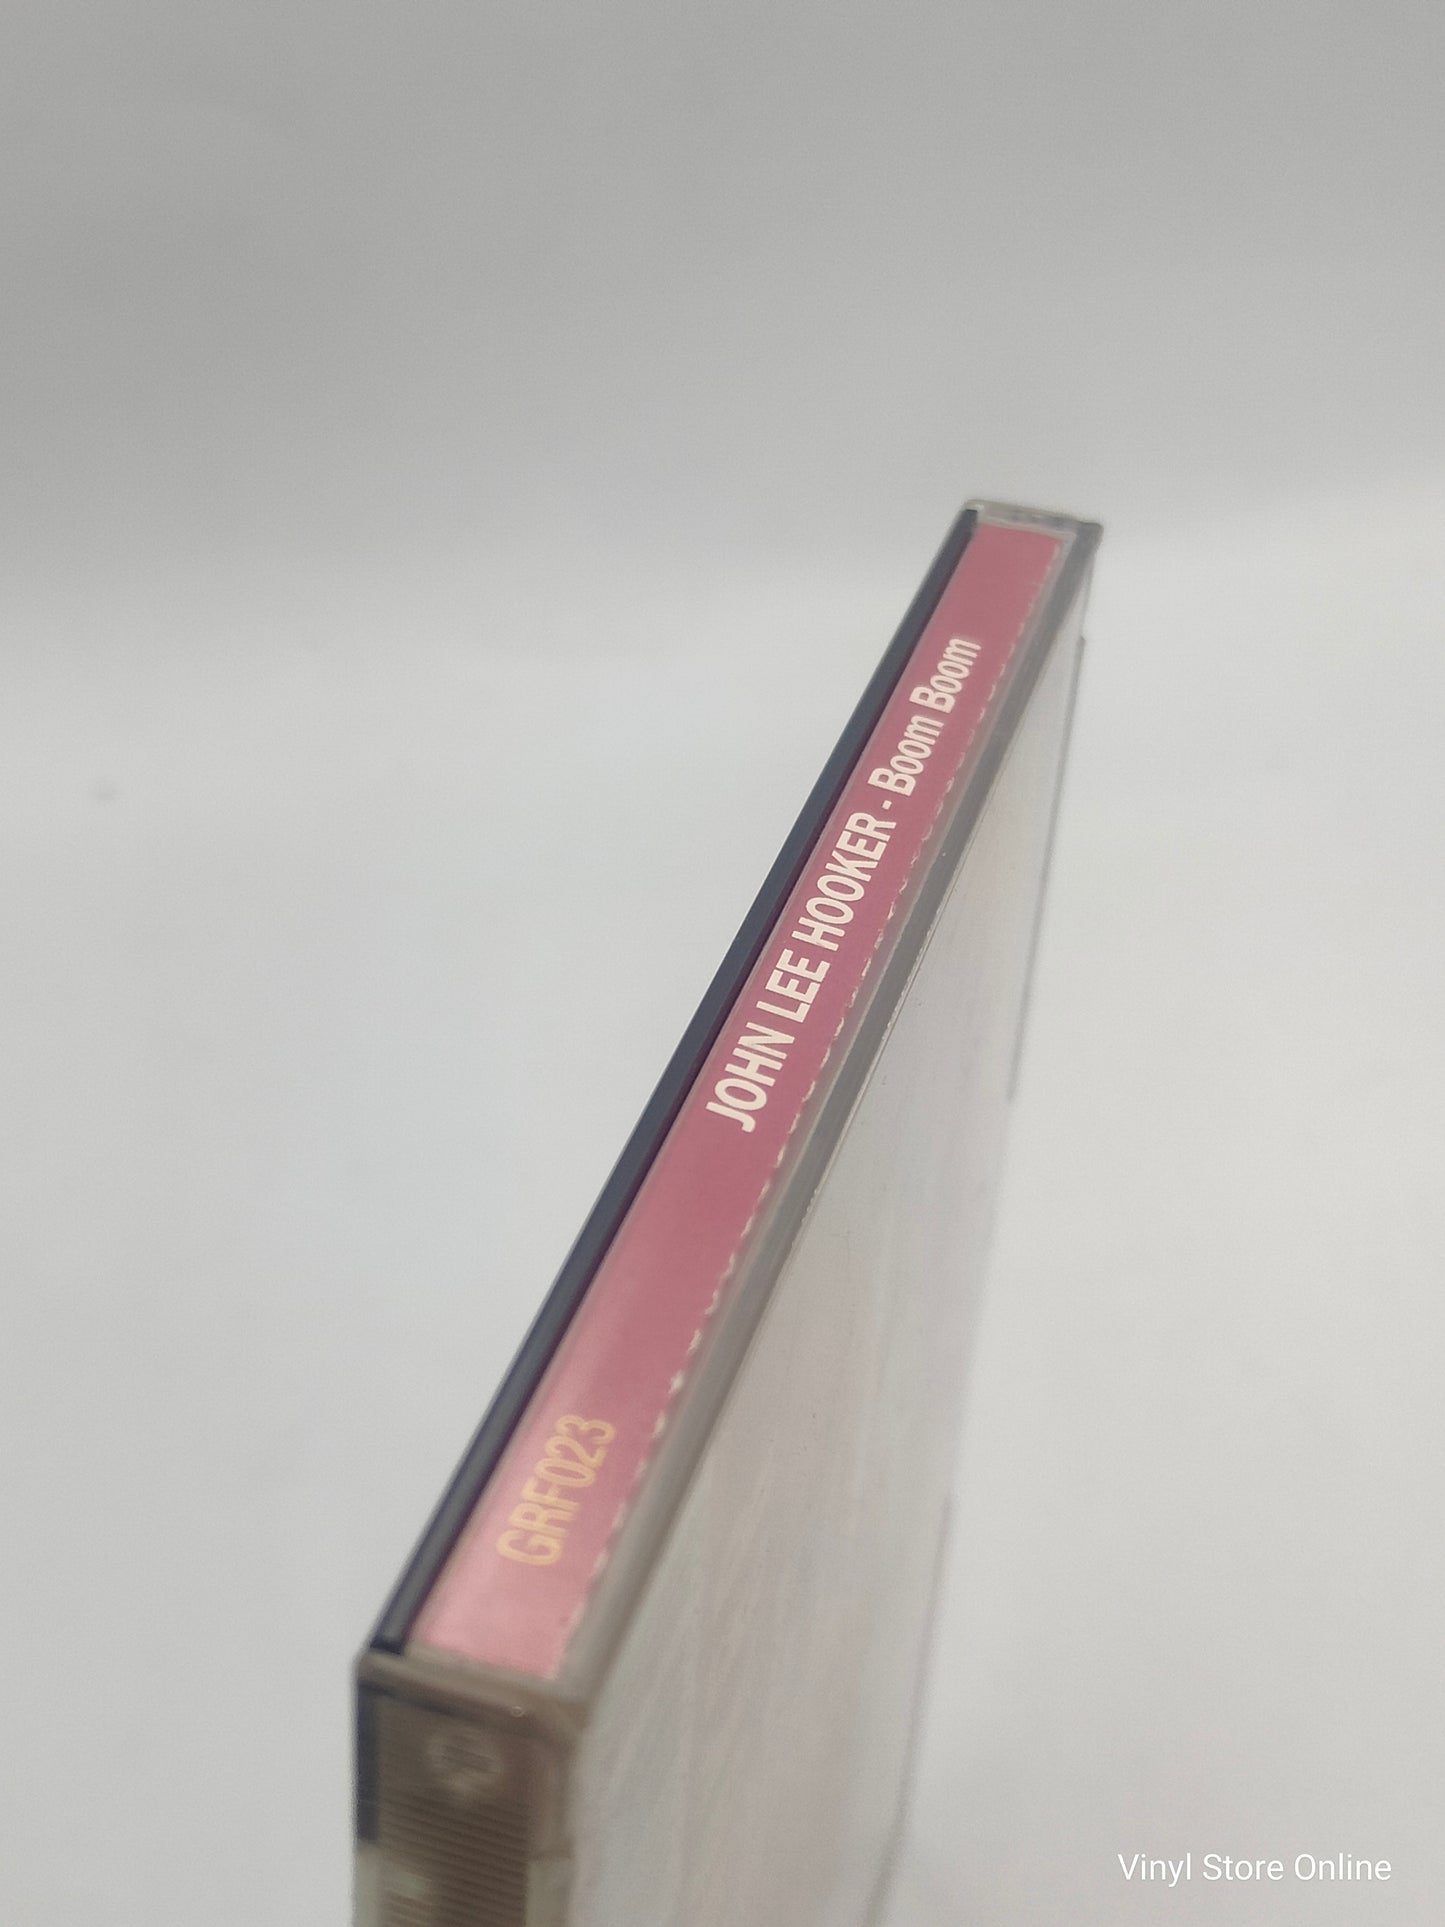 GRF023
JOHN LEE HOOKER - Boom Boom
Vinyl Store Online